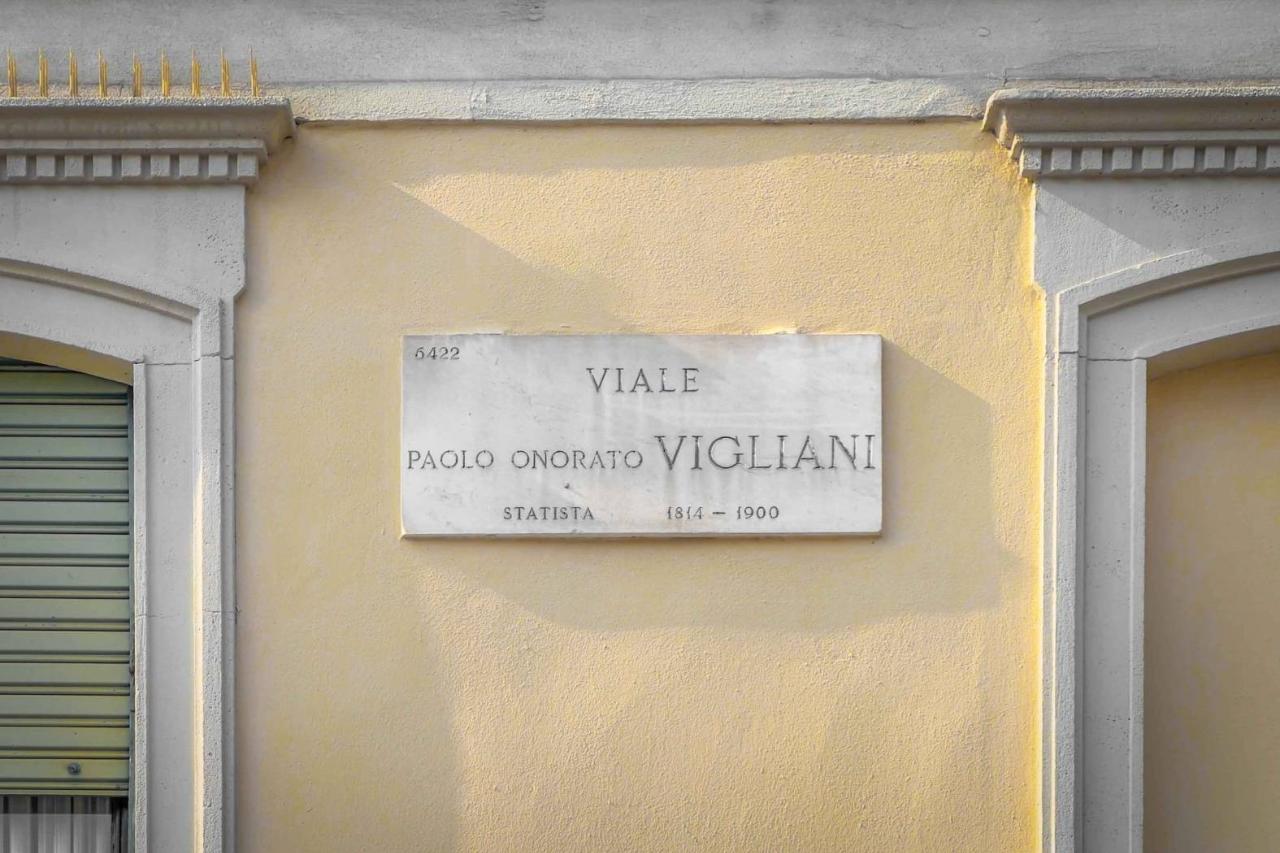 6422
VIALE
PAOLO ONORATO VIGLIANI
STATISTA 1814 – 1900